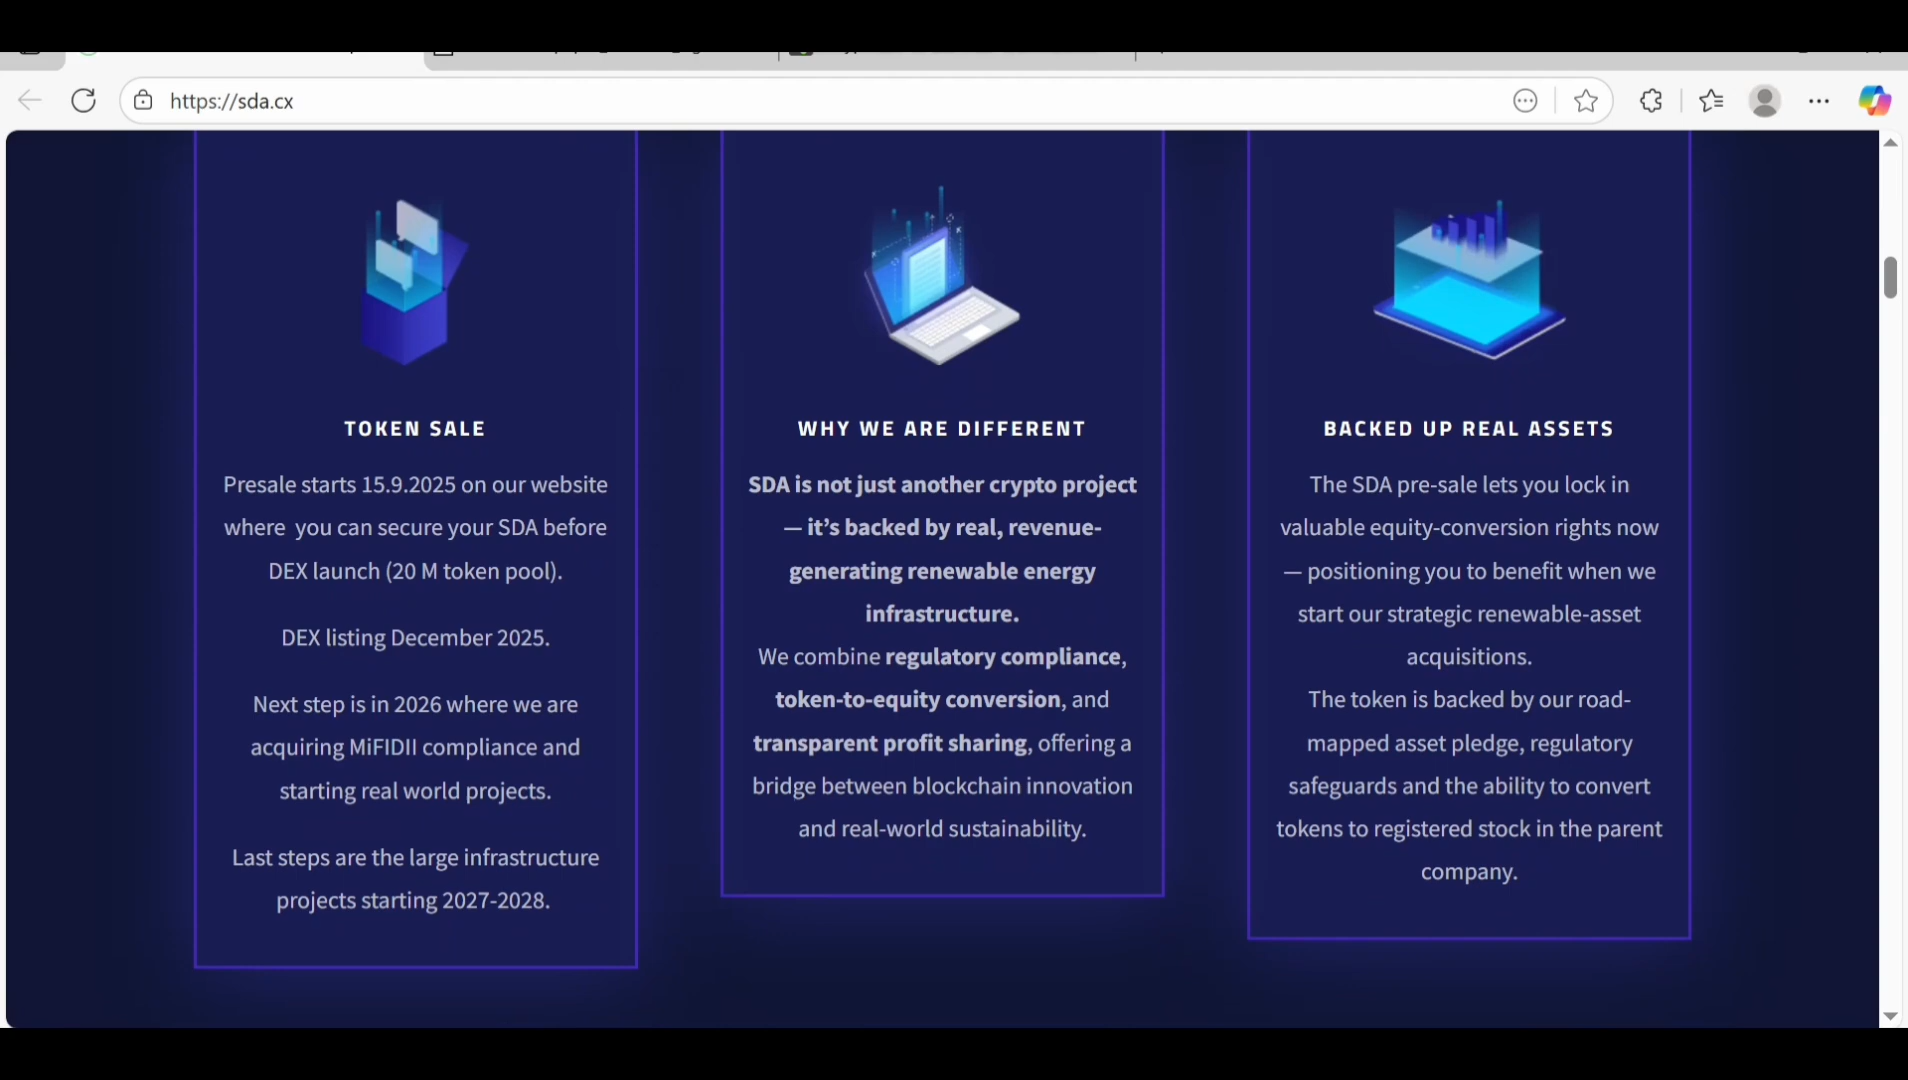 https://sda.cx
TOKEN SALE
Presale starts 15.9.2025 on our website
where you can secure your SDA before
DEX launch (20 M token pool).
DEX listing December 2025.
Next step is in 2026 where we are
acquiring MiFIDII compliance and
starting real world projects.
Last steps are the large infrastructure
projects starting 2027-2028.
WHY WE ARE DIFFERENT
SDA is not just another crypto project
— it’s backed by real, revenue-
generating renewable energy
infrastructure.
We combine regulatory compliance,
token-to-equity conversion, and
transparent profit sharing, offering a
bridge between blockchain innovation
and real-world sustainability.
BACKED UP REAL ASSETS
The SDA pre-sale lets you lock in
valuable equity-conversion rights now
— positioning you to benefit when we
start our strategic renewable-asset
acquisitions.
The token is backed by our road-
mapped asset pledge, regulatory
safeguards and the ability to convert
tokens to registered stock in the parent
company.